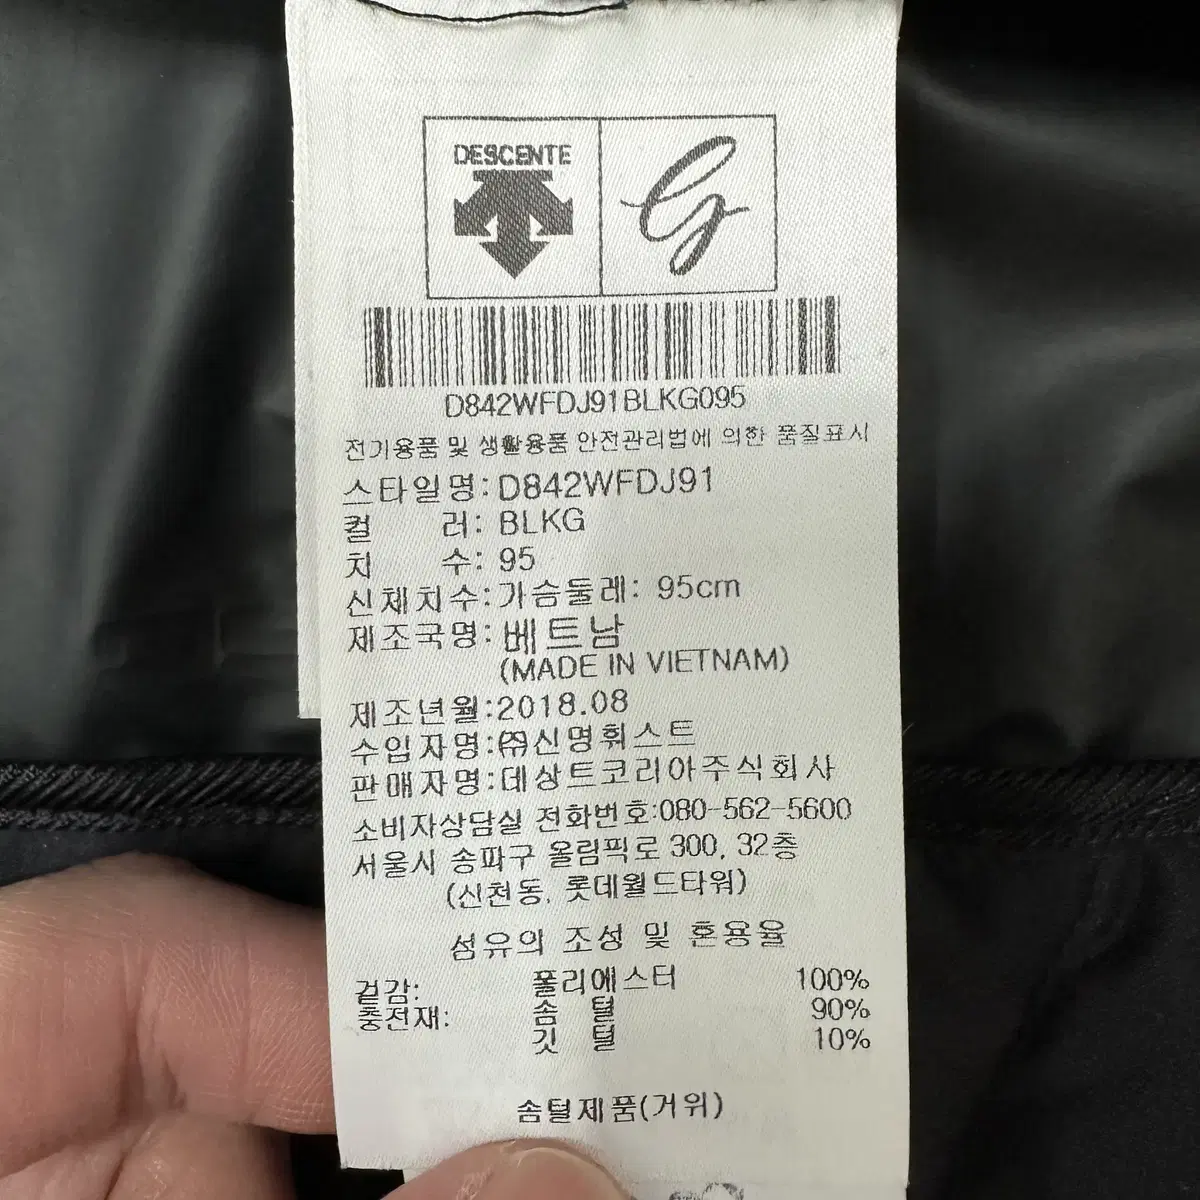 DESCENTE
G
D842WFDJ91BLKG095
전기용품 및 생활용품 안전관리법에 의한 품질표시
스타일명: D842WFDJ91
컬 러: BLKG
치 수: 95
신체치수: 가슴둘레: 95cm
제조국명: 베트남
(MADE IN VIETNAM)
제조년월:2018.08
수입자명:㈜신명휘스트
판매자명:데상트코리아주식회사
소비자상담실 전화번호:080-562-5600
서울시 송파구 올림픽로 300, 32층
(신천동, 롯데월드타워)
섬유의 조성 및 혼용율
겉감: 폴리에스터 100%
충전재: 솜 털 90%
깃 털 10%
솜털제품(거위)